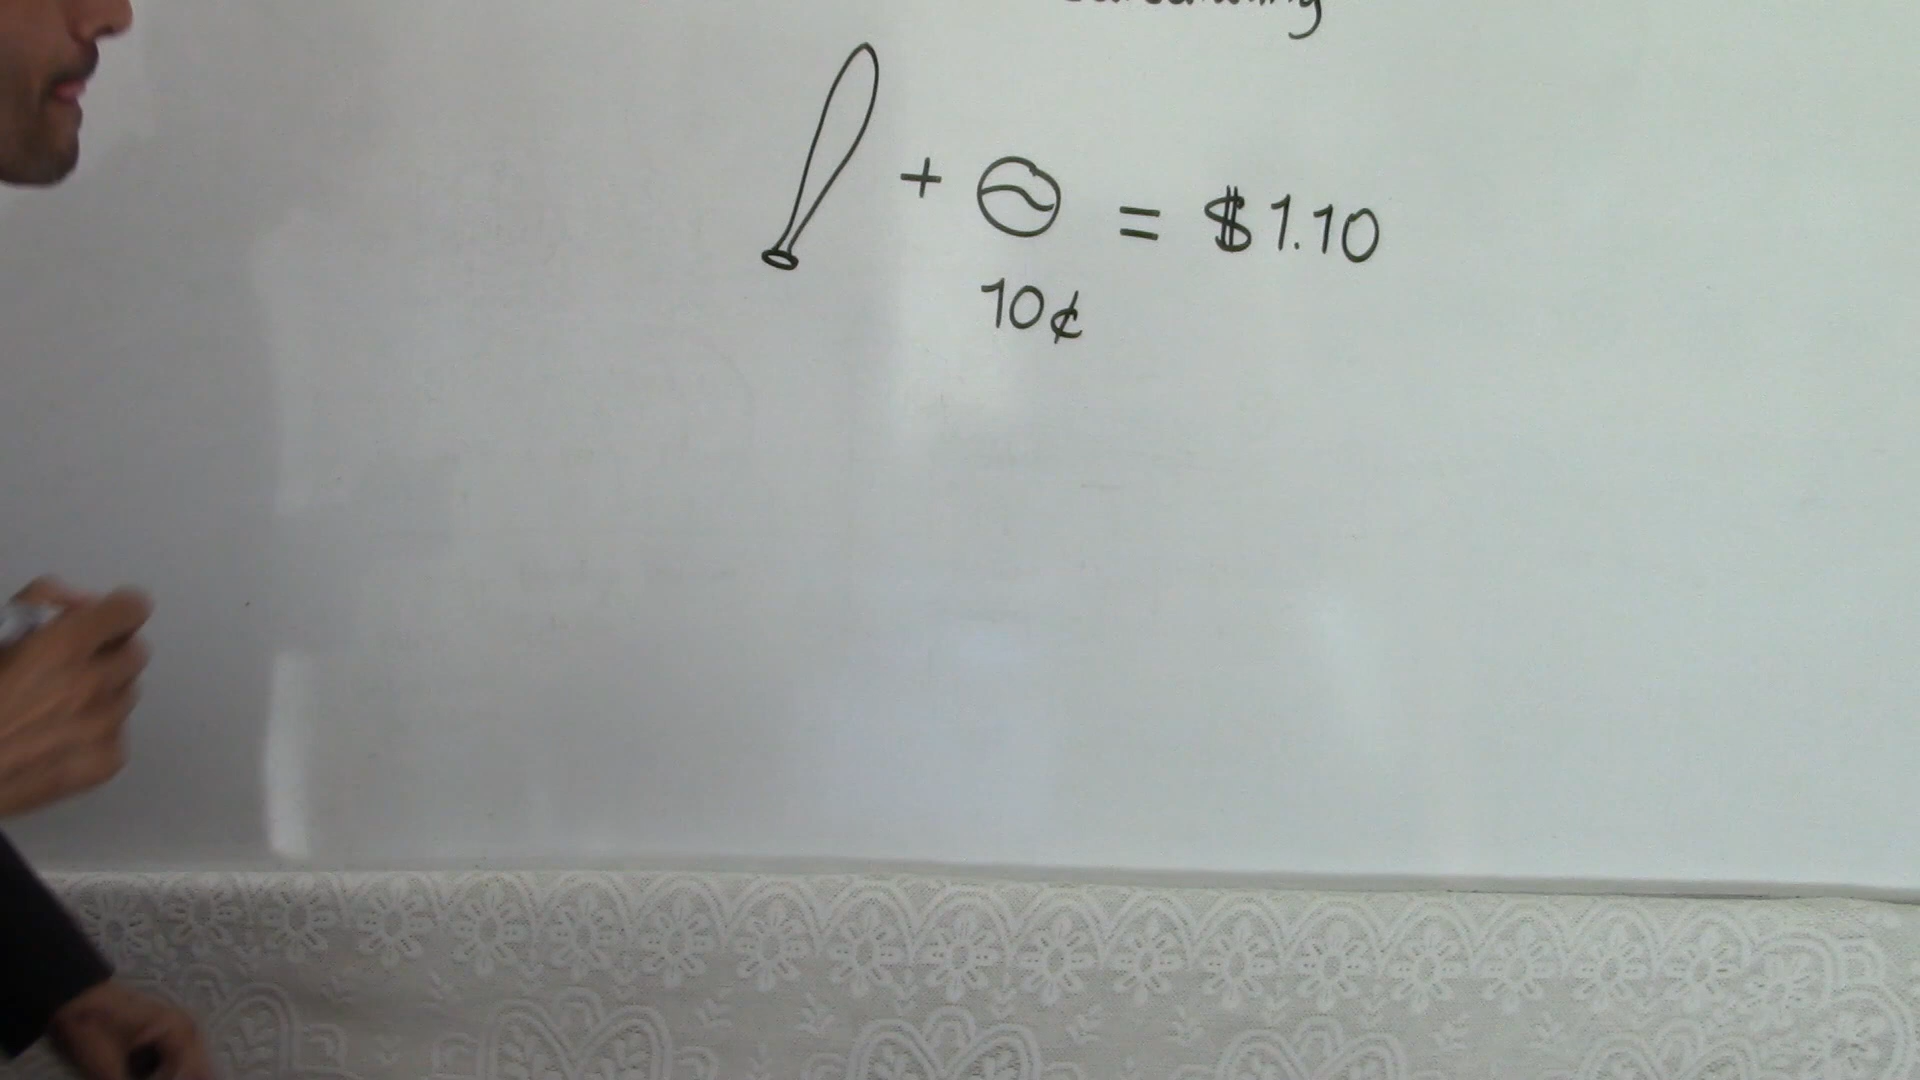 + = $1.10
10¢